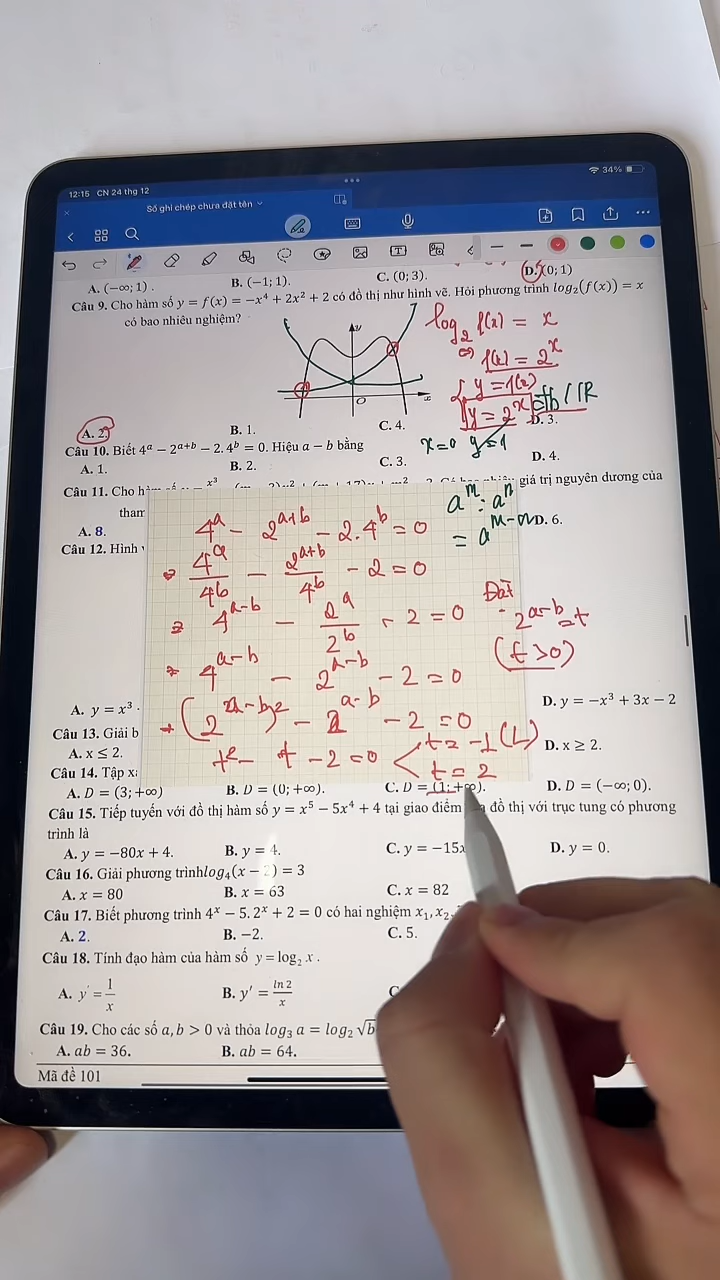 12:15 CN 24 thg 12
34%
Sổ ghi chép chưa đặt tên
A. (−∞; 1) . B. (−1; 1). C. (0; 3). D. (0; 1)
Câu 9. Cho hàm số y = f(x) = −x⁴ + 2x² + 2 có đồ thị như hình vẽ. Hỏi phương trình log₂(f(x)) = x
có bao nhiêu nghiệm?
y
O
x
log₂ f(x) = x
⇔ f(x) = 2ˣ
{ y = f(x)
y = 2ˣ đb / ℝ
x=0 y=1
A. 2. B. 1. C. 4. D. 3.
Câu 10. Biết 4ᵃ − 2ᵃ⁺ᵇ − 2. 4ᵇ = 0. Hiệu a − b bằng
A. 1. B. 2. C. 3. D. 4.
Câu 11. Cho giá trị nguyên dương của
tham
A. 8. D. 6.
Câu 12. Hình
4ᵃ − 2ᵃ⁺ᵇ − 2.4ᵇ = 0
aᵐ : aⁿ
= aᵐ⁻ⁿ
4ᵃ/4ᵇ − 2ᵃ⁺ᵇ/4ᵇ − 2 = 0
4ᵃ⁻ᵇ − 2ᵃ/2ᵇ − 2 = 0
Đặt
2ᵃ⁻ᵇ = t
(t > 0)
4ᵃ⁻ᵇ − 2ᵃ⁻ᵇ − 2 = 0
(2ᵃ⁻ᵇ)² − 2ᵃ⁻ᵇ − 2 = 0
t² − t − 2 = 0 < t = −1 (L)
t = 2
A. y = x³ D. y = −x³ + 3x − 2
Câu 13. Giải b
A. x ≤ 2. D. x ≥ 2.
Câu 14. Tập x
A. D = (3; +∞) B. D = (0; +∞). C. D = (1; +∞). D. D = (−∞; 0).
Câu 15. Tiếp tuyến với đồ thị hàm số y = x⁵ − 5x⁴ + 4 tại giao điểm đồ thị với trục tung có phương
trình là
A. y = −80x + 4. B. y = 4. C. y = −15x D. y = 0.
Câu 16. Giải phương trình log₄(x − 2) = 3
A. x = 80 B. x = 63 C. x = 82
Câu 17. Biết phương trình 4ˣ − 5. 2ˣ + 2 = 0 có hai nghiệm x₁, x₂,
A. 2. B. −2. C. 5.
Câu 18. Tính đạo hàm của hàm số y = log₂ x .
A. y' = 1/x B. y' = ln 2/x C
Câu 19. Cho các số a, b > 0 và thỏa log₃ a = log₂ √b
A. ab = 36. B. ab = 64.
Mã đề 101